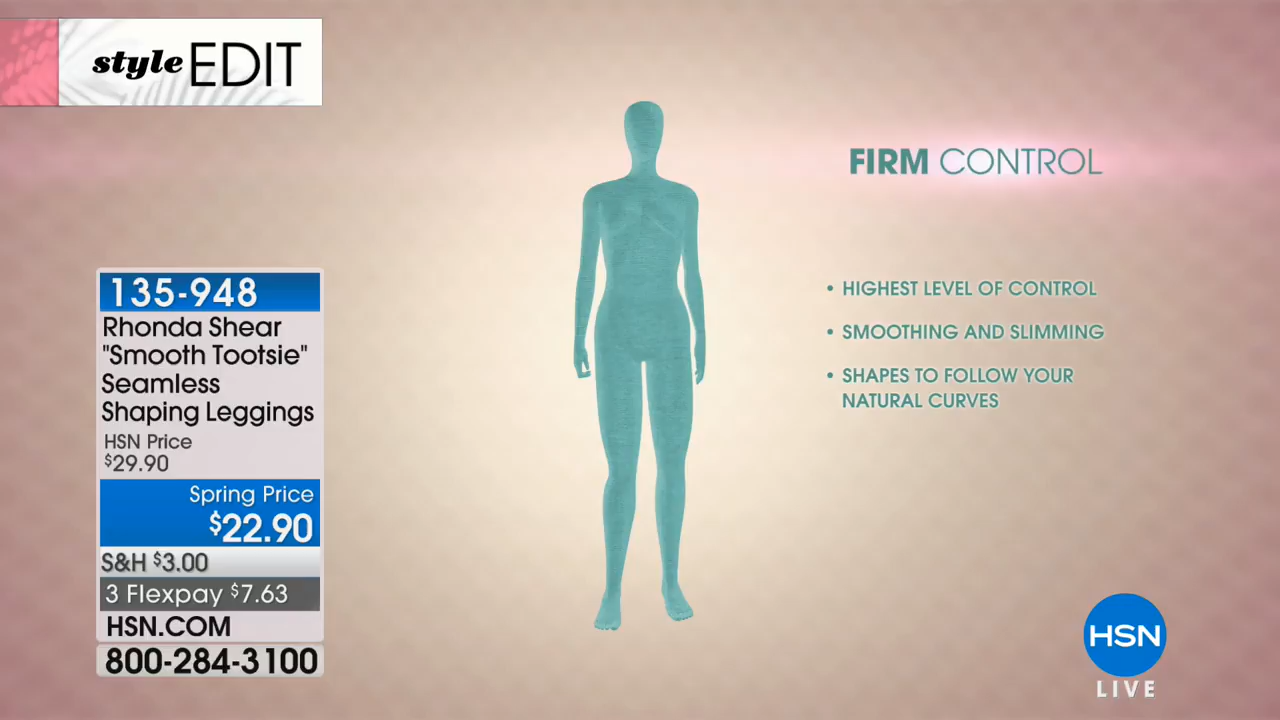 style EDIT
FIRM CONTROL
• HIGHEST LEVEL OF CONTROL
• SMOOTHING AND SLIMMING
• SHAPES TO FOLLOW YOUR
NATURAL CURVES
135-948
Rhonda Shear
"Smooth Tootsie"
Seamless
Shaping Leggings
HSN Price
$29.90
Spring Price
$22.90
S&H $3.00
3 Flexpay $7.63
HSN.COM
800-284-3100
HSN
LIVE